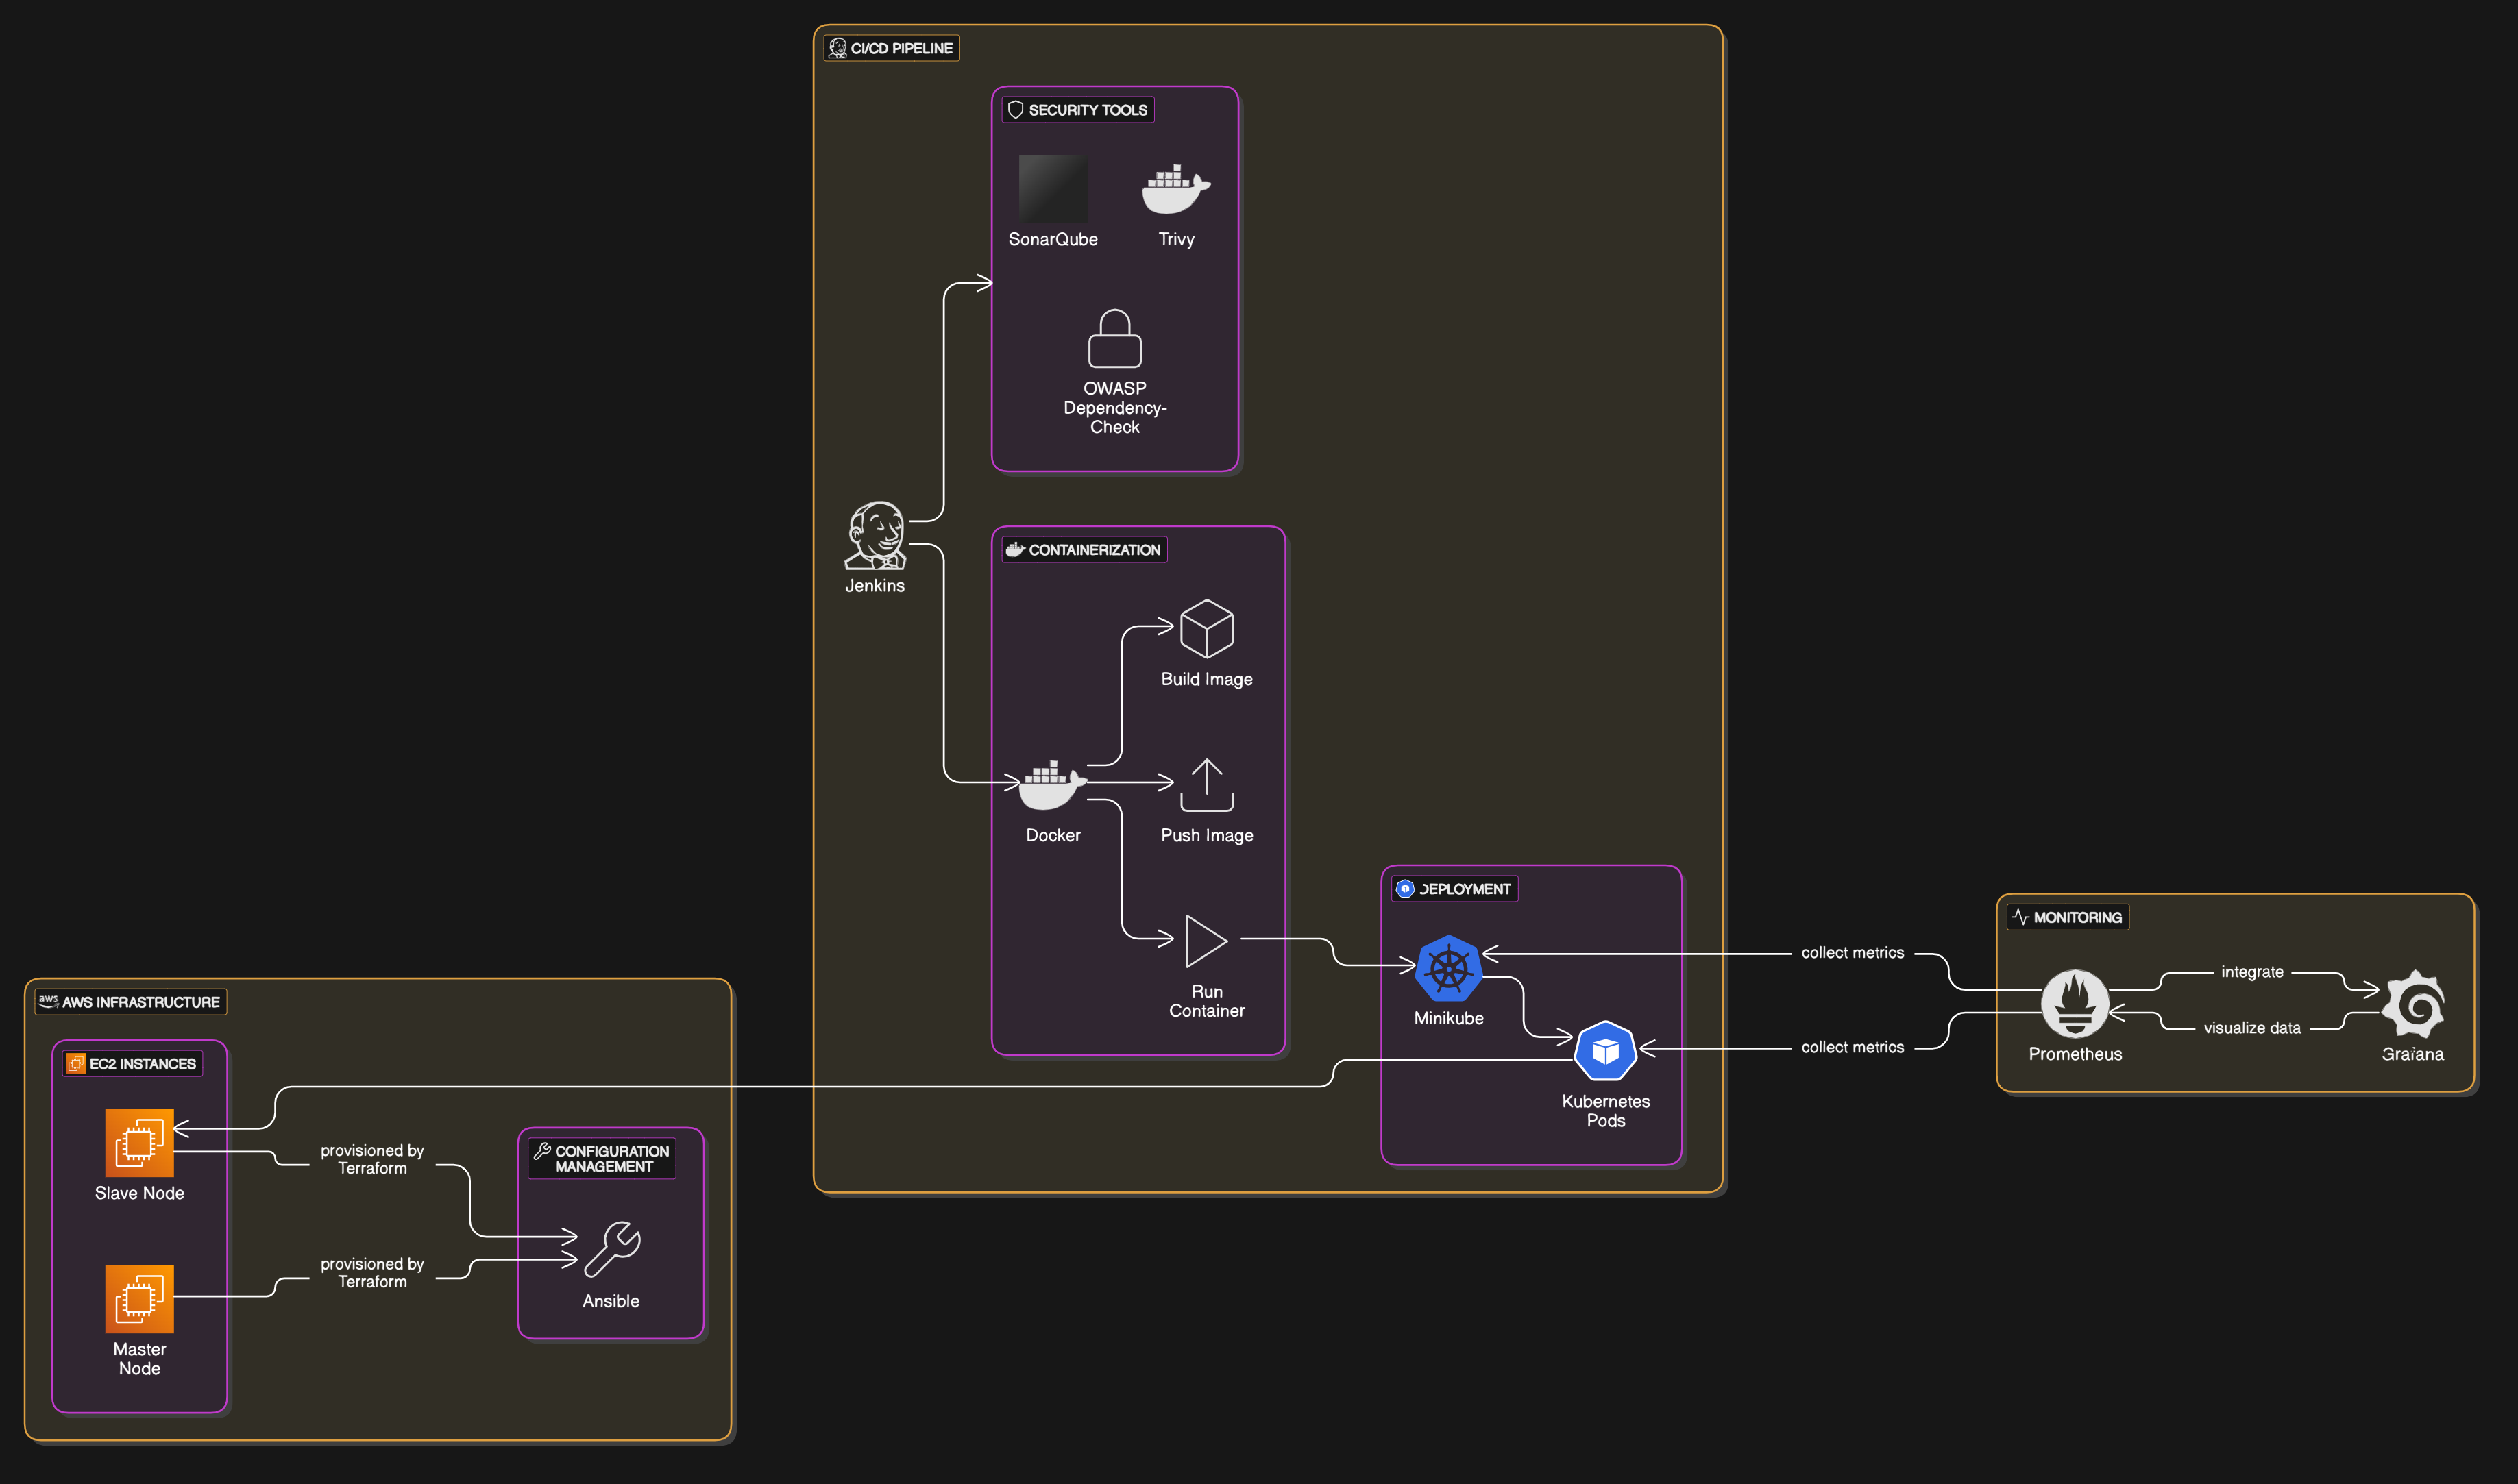 CI/CD PIPELINE
SECURITY TOOLS
SonarQube
Trivy
OWASP
Dependency-
Check
Jenkins
CONTAINERIZATION
Build Image
Docker
Push Image
Run
Container
DEPLOYMENT
Minikube
Kubernetes
Pods
collect metrics
collect metrics
MONITORING
Prometheus
integrate
visualize data
Grafana
aws AWS INFRASTRUCTURE
EC2 INSTANCES
Slave Node
provisioned by
Terraform
Master
Node
provisioned by
Terraform
CONFIGURATION
MANAGEMENT
Ansible